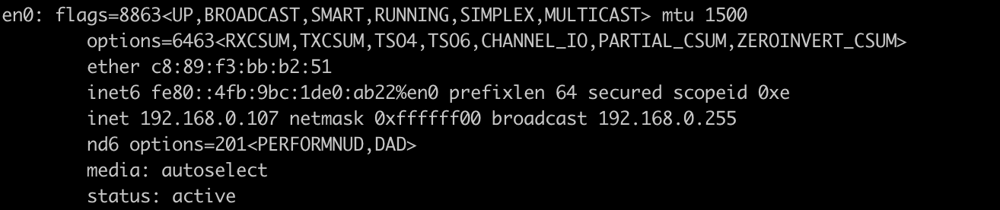 en0: flags=8863<UP,BROADCAST,SMART,RUNNING,SIMPLEX,MULTICAST> mtu 1500
options=6463<RXCSUM,TXCSUM,TSO4,TSO6,CHANNEL_IO,PARTIAL_CSUM,ZEROINVERT_CSUM>
ether c8:89:f3:bb:b2:51
inet6 fe80::4fb:9bc:1de0:ab22%en0 prefixlen 64 secured scopeid 0xe
inet 192.168.0.107 netmask 0xffffff00 broadcast 192.168.0.255
nd6 options=201<PERFORMNUD,DAD>
media: autoselect
status: active